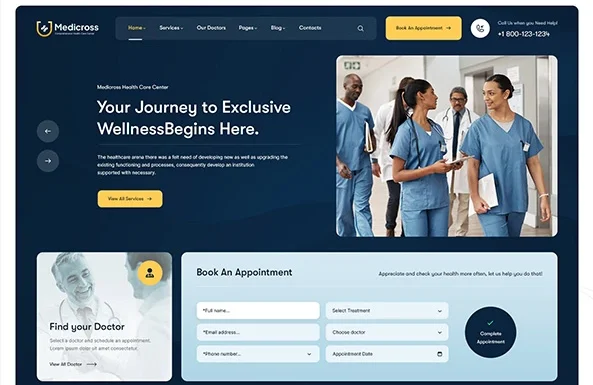 Medicross
Home
Services
Our Doctors
Pages
Blog
Contacts
Book An Appointment →
Call Us when you Need Help!
+1 800-123-1234
Medicross Health Care Center
Your Journey to Exclusive
WellnessBegins Here.
The healthcare arena there was a felt need of developing new as well as upgrading the
existing functioning and processes, consequently develop an institution
supported with necessary.
View All Services →
Find your Doctor
Select a doctor and schedule an appointment.
Lorem ipsum dolor sit amet consectetur.
View All Doctor
Book An Appointment
Appreciate and check your health more often, let us help you do that!
*Full name...
Select Treatment
*Email address...
Choose doctor
*Phone number...
Appointment Date
Complete
Appointment